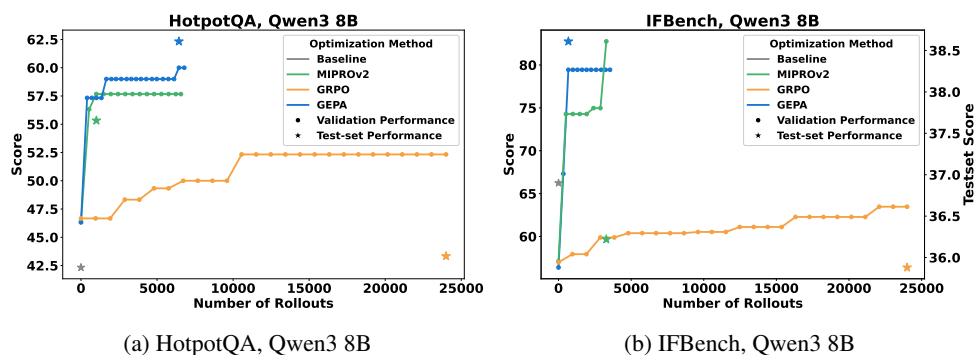 HotpotQA, Qwen3 8B
62.5
60.0
57.5
55.0
52.5
50.0
47.5
45.0
42.5
Score
0
5000
10000
15000
20000
25000
Number of Rollouts
Optimization Method
Baseline
MIPROv2
GRPO
GEPA
Validation Performance
Test-set Performance
(a) HotpotQA, Qwen3 8B
IFBench, Qwen3 8B
80
75
70
65
60
Score
0
5000
10000
15000
20000
25000
Number of Rollouts
38.5
38.0
37.5
37.0
36.5
36.0
Testset Score
Optimization Method
Baseline
MIPROv2
GRPO
GEPA
Validation Performance
Test-set Performance
(b) IFBench, Qwen3 8B